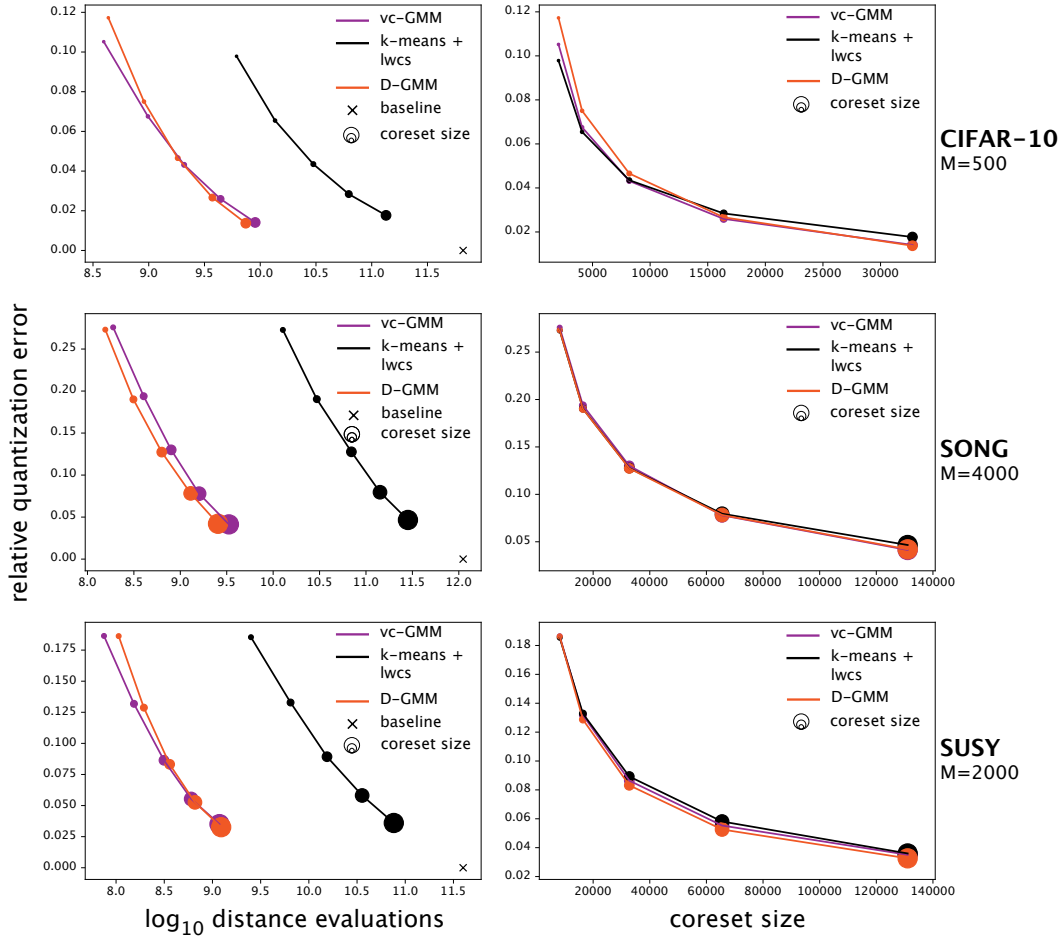 relative quantization error
0.12
0.10
0.08
0.06
0.04
0.02
0.00
8.5 9.0 9.5 10.0 10.5 11.0 11.5
vc-GMM
k-means +
lwcs
D-GMM
baseline
coreset size
0.12
0.10
0.08
0.06
0.04
0.02
5000 10000 15000 20000 25000 30000
vc-GMM
k-means +
lwcs
D-GMM
coreset size
CIFAR-10
M=500
0.25
0.20
0.15
0.10
0.05
0.00
8.0 8.5 9.0 9.5 10.0 10.5 11.0 11.5 12.0
vc-GMM
k-means +
lwcs
D-GMM
baseline
coreset size
0.25
0.20
0.15
0.10
0.05
20000 40000 60000 80000 100000 120000 140000
vc-GMM
k-means +
lwcs
D-GMM
coreset size
SONG
M=4000
0.175
0.150
0.125
0.100
0.075
0.050
0.025
0.000
8.0 8.5 9.0 9.5 10.0 10.5 11.0 11.5
vc-GMM
k-means +
lwcs
D-GMM
baseline
coreset size
0.18
0.16
0.14
0.12
0.10
0.08
0.06
0.04
0.02
20000 40000 60000 80000 100000 120000 140000
vc-GMM
k-means +
lwcs
D-GMM
coreset size
SUSY
M=2000
log10 distance evaluations
coreset size